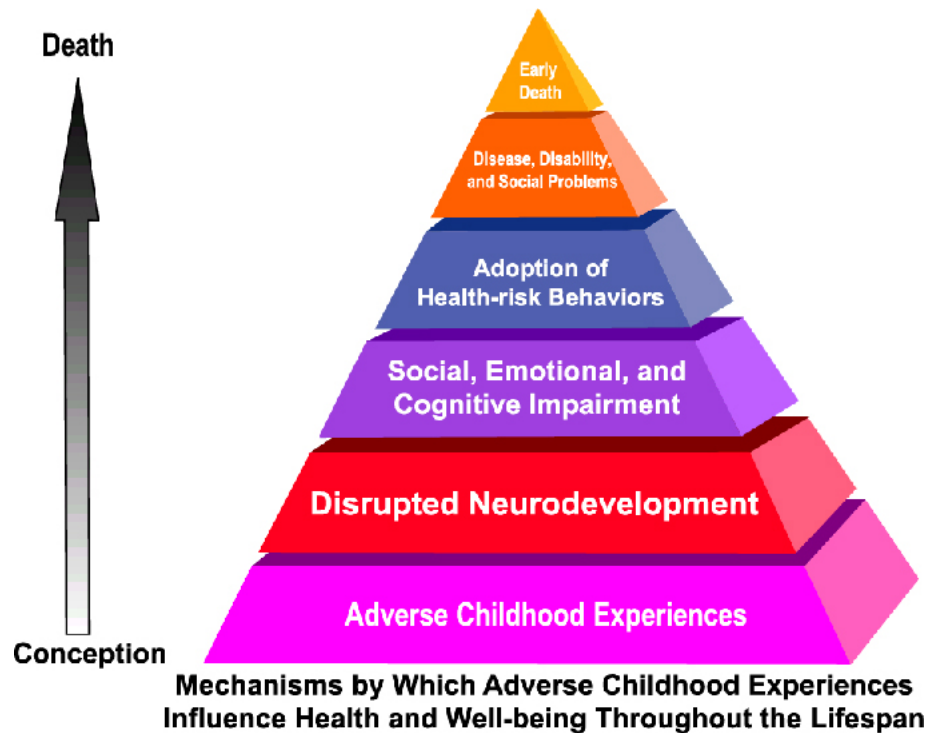 Death
Early
Death
Disease, Disability,
and Social Problems
Adoption of
Health-risk Behaviors
Social, Emotional, and
Cognitive Impairment
Disrupted Neurodevelopment
Adverse Childhood Experiences
Conception
Mechanisms by Which Adverse Childhood Experiences
Influence Health and Well-being Throughout the Lifespan